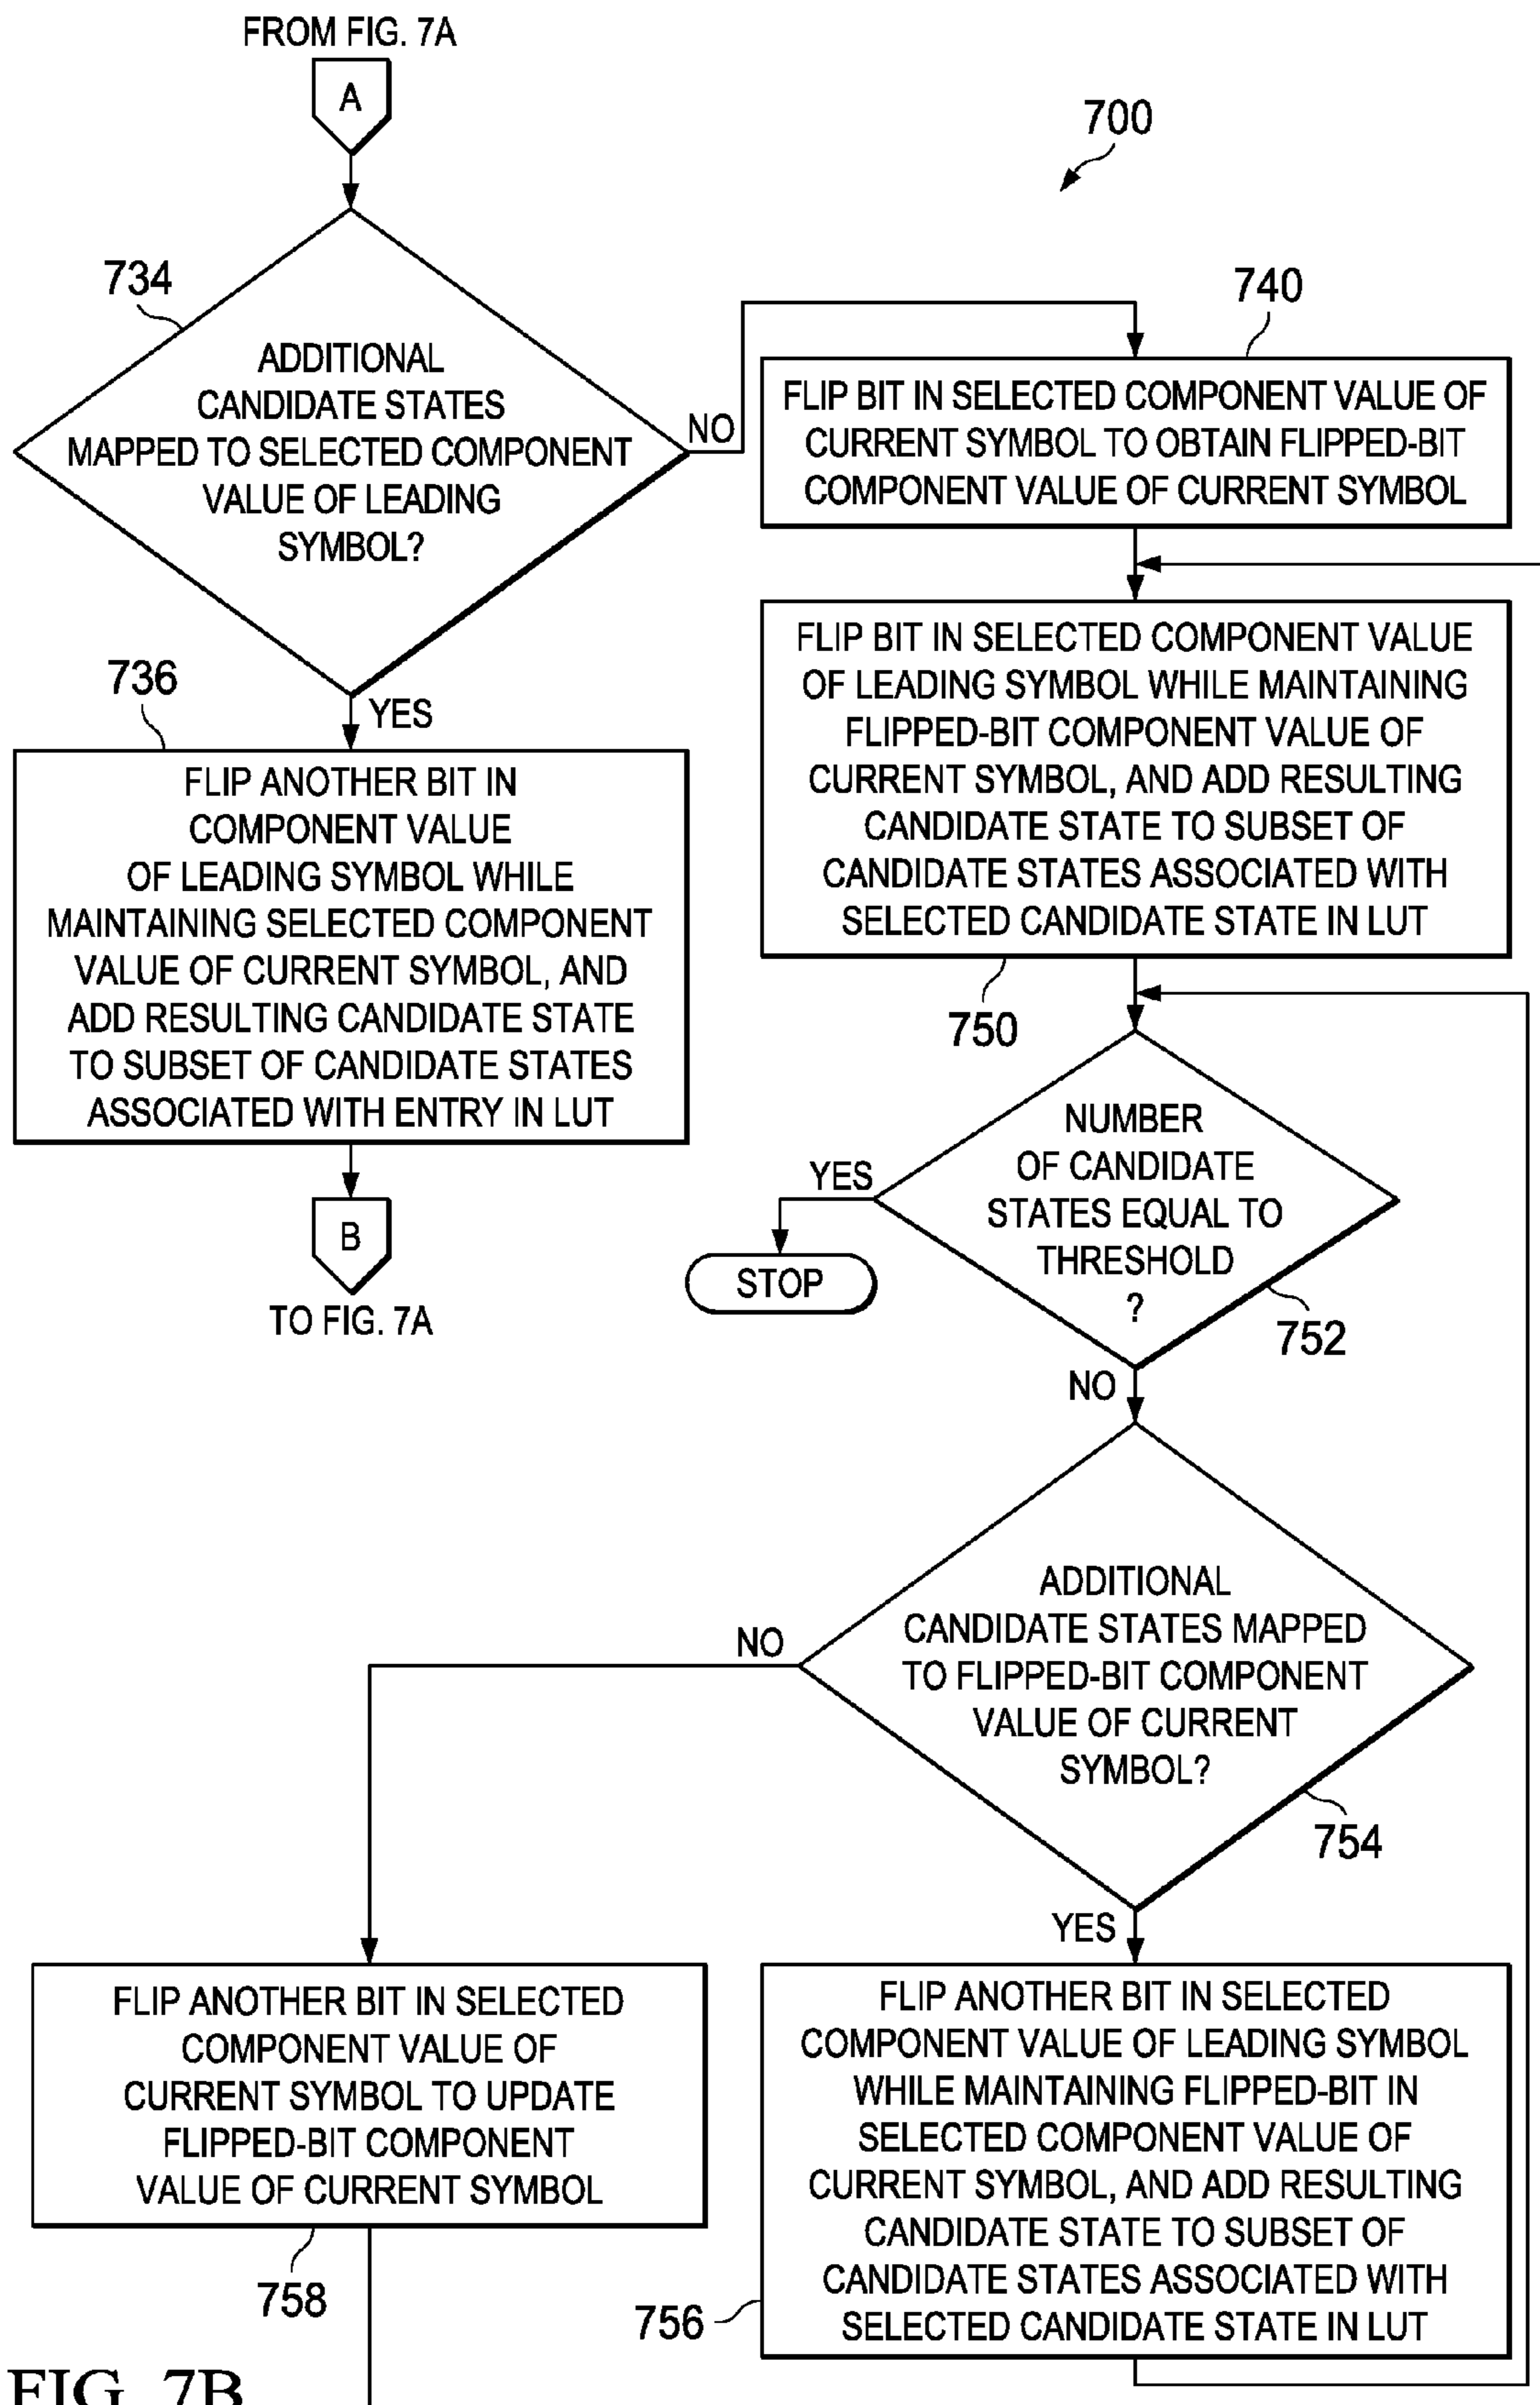 FROM FIG. 7A
A
700
734
ADDITIONAL
CANDIDATE STATES
MAPPED TO SELECTED COMPONENT
VALUE OF LEADING
SYMBOL?
NO
740
FLIP BIT IN SELECTED COMPONENT VALUE OF
CURRENT SYMBOL TO OBTAIN FLIPPED-BIT
COMPONENT VALUE OF CURRENT SYMBOL
YES
736
FLIP ANOTHER BIT IN
COMPONENT VALUE
OF LEADING SYMBOL WHILE
MAINTAINING SELECTED COMPONENT
VALUE OF CURRENT SYMBOL, AND
ADD RESULTING CANDIDATE STATE
TO SUBSET OF CANDIDATE STATES
ASSOCIATED WITH ENTRY IN LUT
B
TO FIG. 7A
FLIP BIT IN SELECTED COMPONENT VALUE
OF LEADING SYMBOL WHILE MAINTAINING
FLIPPED-BIT COMPONENT VALUE OF
CURRENT SYMBOL, AND ADD RESULTING
CANDIDATE STATE TO SUBSET OF
CANDIDATE STATES ASSOCIATED WITH
SELECTED CANDIDATE STATE IN LUT
750
NUMBER
OF CANDIDATE
STATES EQUAL TO
THRESHOLD
?
YES
STOP
752
NO
ADDITIONAL
CANDIDATE STATES MAPPED
TO FLIPPED-BIT COMPONENT
VALUE OF CURRENT
SYMBOL?
NO
754
YES
FLIP ANOTHER BIT IN SELECTED
COMPONENT VALUE OF
CURRENT SYMBOL TO UPDATE
FLIPPED-BIT COMPONENT
VALUE OF CURRENT SYMBOL
758
FLIP ANOTHER BIT IN SELECTED
COMPONENT VALUE OF LEADING SYMBOL
WHILE MAINTAINING FLIPPED-BIT IN
SELECTED COMPONENT VALUE OF
CURRENT SYMBOL, AND ADD RESULTING
CANDIDATE STATE TO SUBSET OF
CANDIDATE STATES ASSOCIATED WITH
SELECTED CANDIDATE STATE IN LUT
756
FIG. 7B